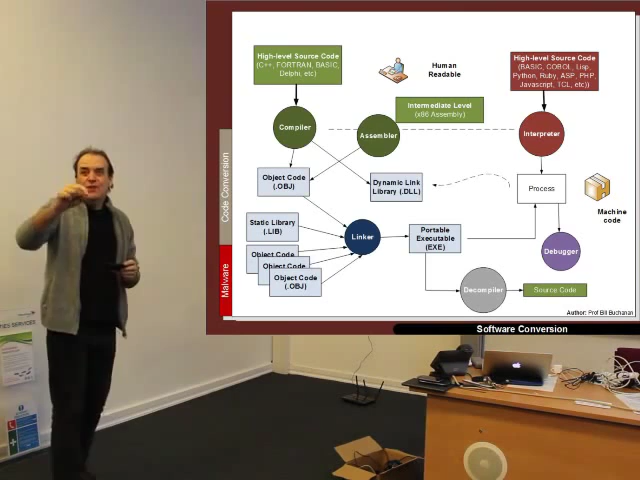 High-level Source Code
(C++, FORTRAN, BASIC,
Delphi, etc)
Human
Readable
High-level Source Code
(BASIC, COBOL, Lisp,
Python, Ruby, ASP, PHP,
Javascript, TCL, etc))
Intermediate Level
(x86 Assembly)
Compiler
Assembler
Interpreter
Code Conversion
Object Code
(.OBJ)
Dynamic Link
Library (.DLL)
Process
Machine
code
Static Library
(.LIB)
Linker
Portable
Executable
(EXE)
Debugger
Object Code
Object Code
Object Code
(.OBJ)
Malware
Decompiler
Source Code
Author: Prof Bill Buchanan
Software Conversion